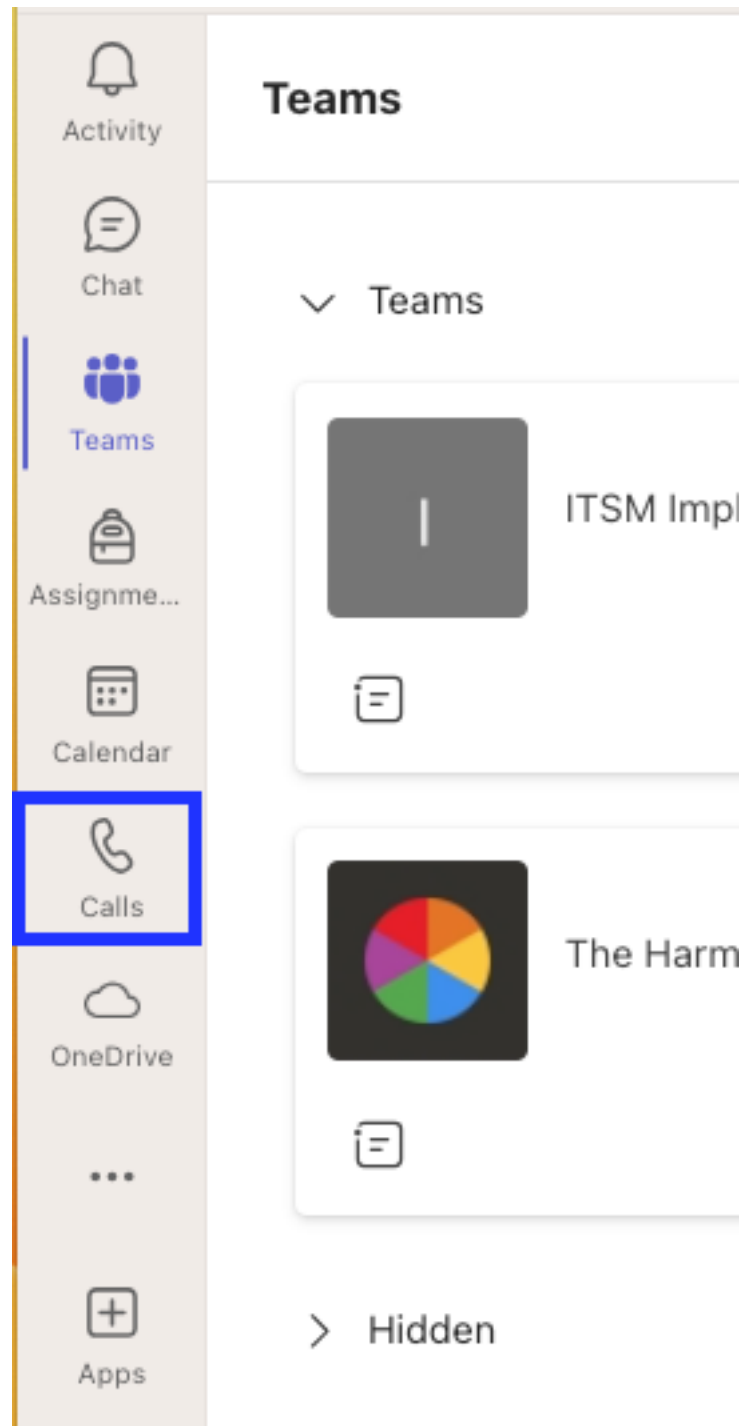 Activity
Chat
Teams
Assignme...
Calendar
Calls
OneDrive
Apps
Teams
Teams
I
ITSM Impl
The Harm
Hidden